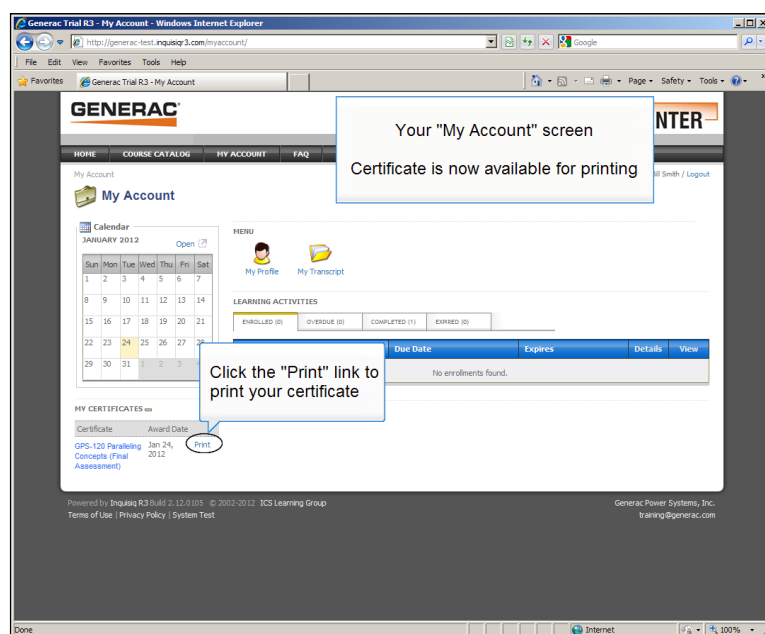 Generac Trial R3 - My Account - Windows Internet Explorer
http://generac-test.inquisiqr3.com/myaccount/
Google
File Edit View Favorites Tools Help
Favorites Generac Trial R3 - My Account Page Safety Tools
GENERAC
NTER
Your "My Account" screen
Certificate is now available for printing
HOME COURSE CATALOG MY ACCOUNT FAQ
My Account
ill Smith / Logout
My Account
Calendar
JANUARY 2012 Open
Sun Mon Tue Wed Thu Fri Sat
1 2 3 4 5 6 7
8 9 10 11 12 13 14
15 16 17 18 19 20 21
22 23 24 25 26 27 28
29 30 31 1 2 3
MENU
My Profile My Transcript
LEARNING ACTIVITIES
ENROLLED (0) OVERDUE (0) COMPLETED (1) EXPIRED (0)
Due Date Expires Details View
No enrollments found.
Click the "Print" link to
print your certificate
MY CERTIFICATES
Certificate Award Date
GPS-120 Paralleling Jan 24, Print
Concepts (Final 2012
Assessment)
Powered by Inquisiq R3 Build 2.12.0105 © 2002-2012 ICS Learning Group Generac Power Systems, Inc.
Terms of Use | Privacy Policy | System Test training@generac.com
Done Internet 100%